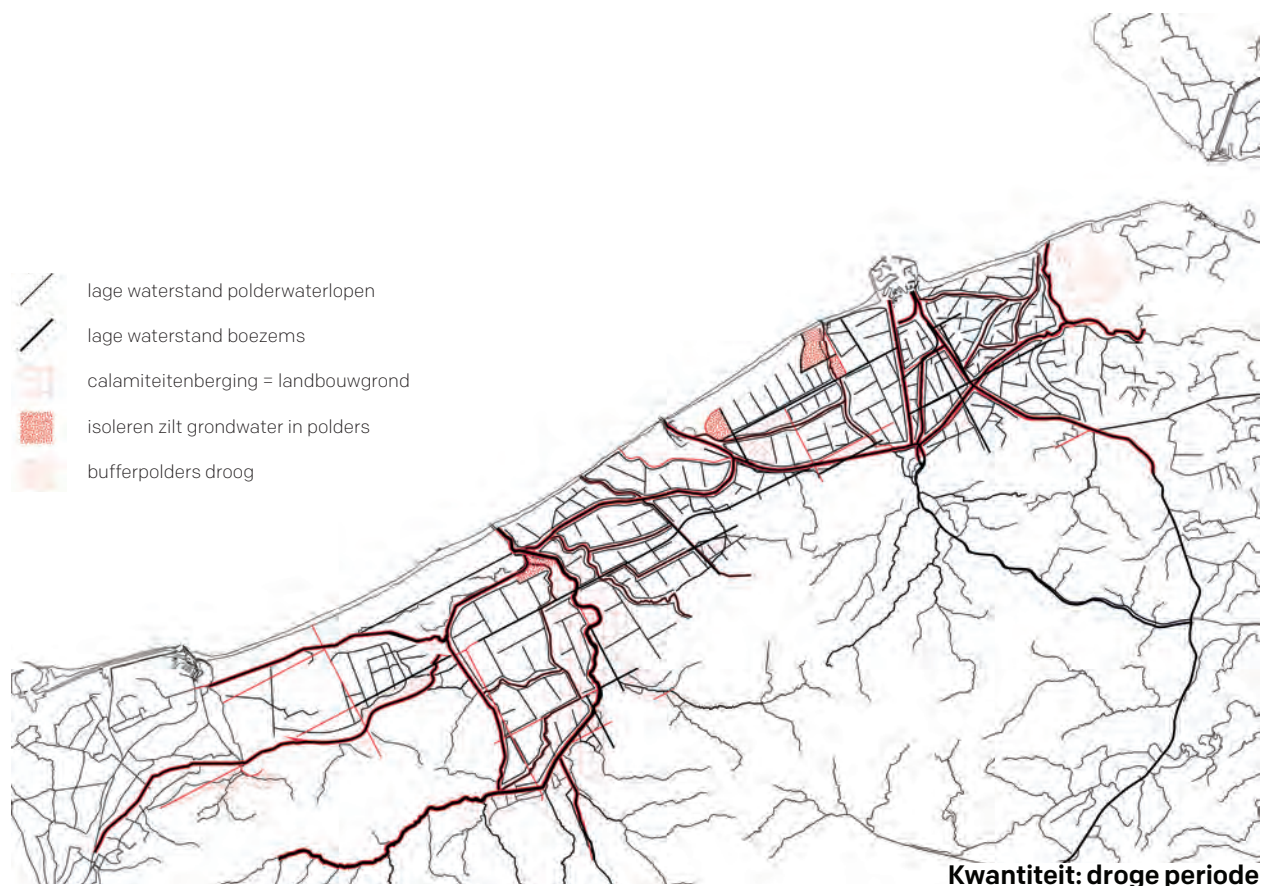 lage waterstand polderwaterlopen
lage waterstand boezems
calamiteitenberging = landbouwgrond
isoleren zilt grondwater in polders
bufferpolders droog
Kwantiteit: droge periode